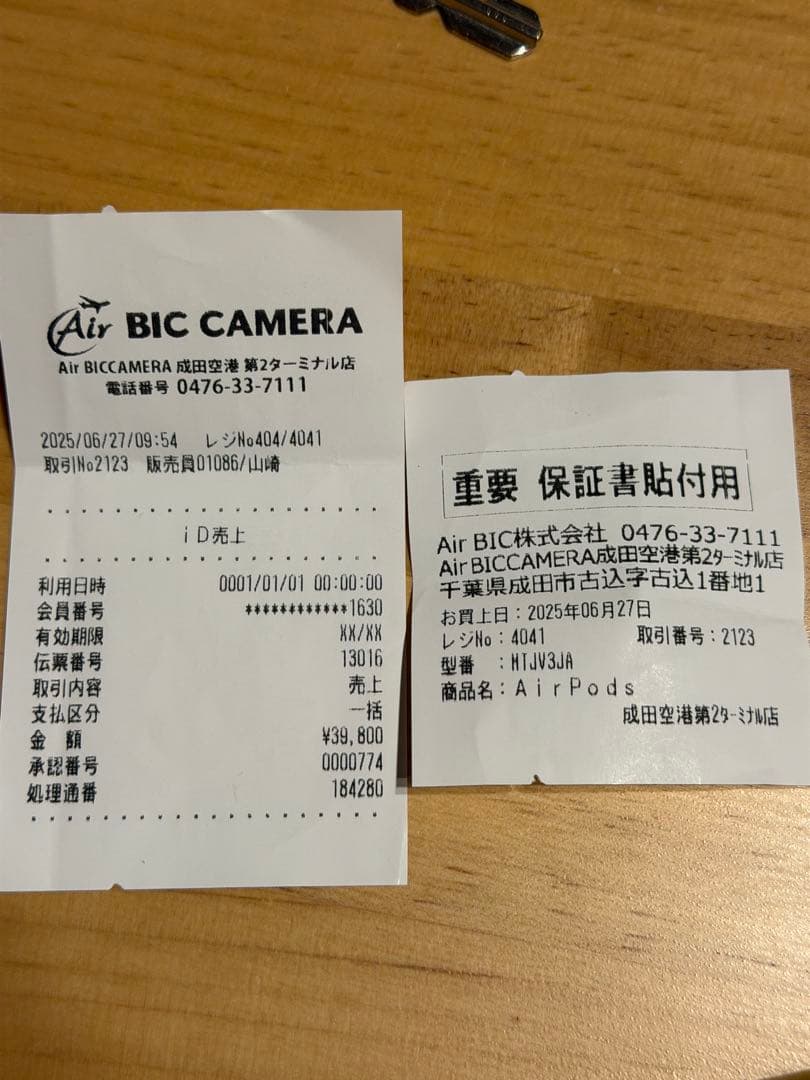 Air BIC CAMERA
Air BICCAMERA 成田空港 第2ターミナル店
電話番号 0476-33-7111
2025/06/27/09:54 レジNo404/4041
取引No2123 販売員01086/山崎
iD売上
利用日時 0001/01/01 00:00:00
会員番号 ************1630
有効期限 XX/XX
伝票番号 13016
取引内容 売上
支払区分 一括
金 額 ¥39,800
承認番号 0000774
処理通番 184280
重要 保証書貼付用
Air BIC株式会社 0476-33-7111
Air BICCAMERA成田空港第2ターミナル店
千葉県成田市古込字古込1番地1
お買上日:2025年06月27日
レジNo:4041 取引番号:2123
型番 :MTJV3JA
商品名:AirPods
成田空港第2ターミナル店